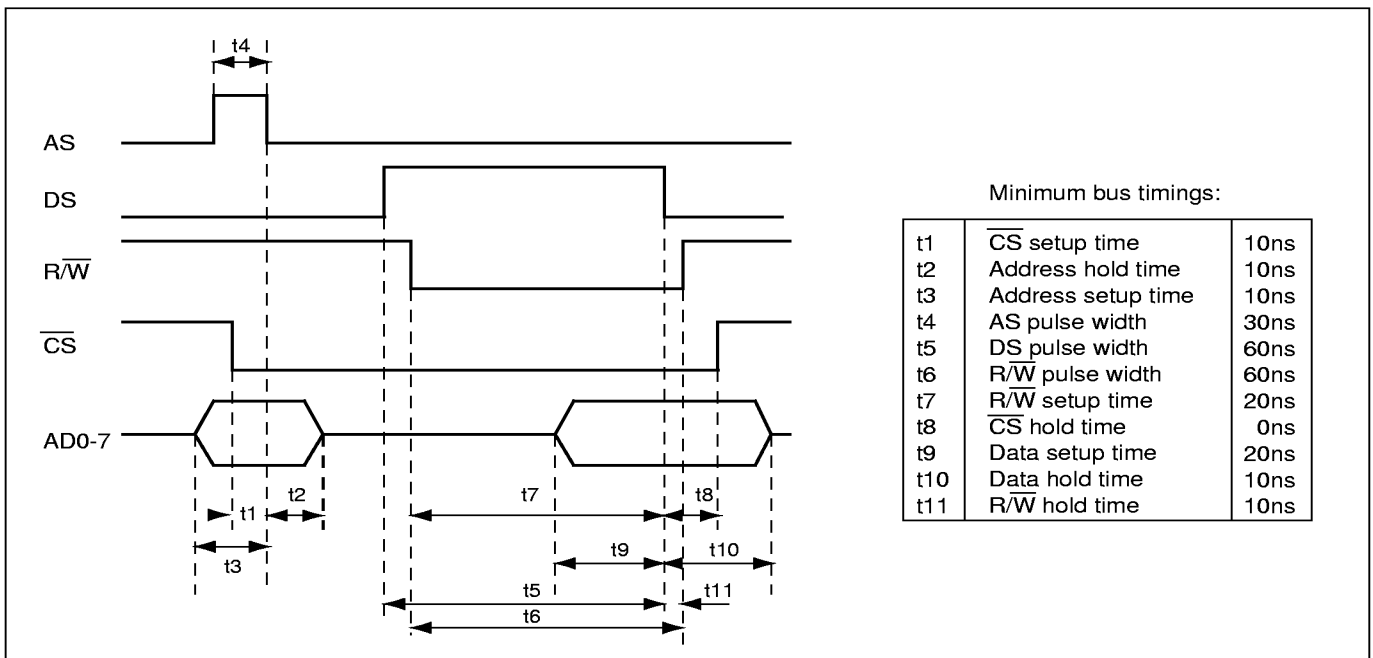 t4
AS
DS
R/W̅
C̅S̅
AD0-7
t1
t2
t3
t7
t8
t9
t10
t5
t11
t6
Minimum bus timings:
t1 C̅S̅ setup time 10ns
t2 Address hold time 10ns
t3 Address setup time 10ns
t4 AS pulse width 30ns
t5 DS pulse width 60ns
t6 R/W̅ pulse width 60ns
t7 R/W̅ setup time 20ns
t8 C̅S̅ hold time 0ns
t9 Data setup time 20ns
t10 Data hold time 10ns
t11 R/W̅ hold time 10ns